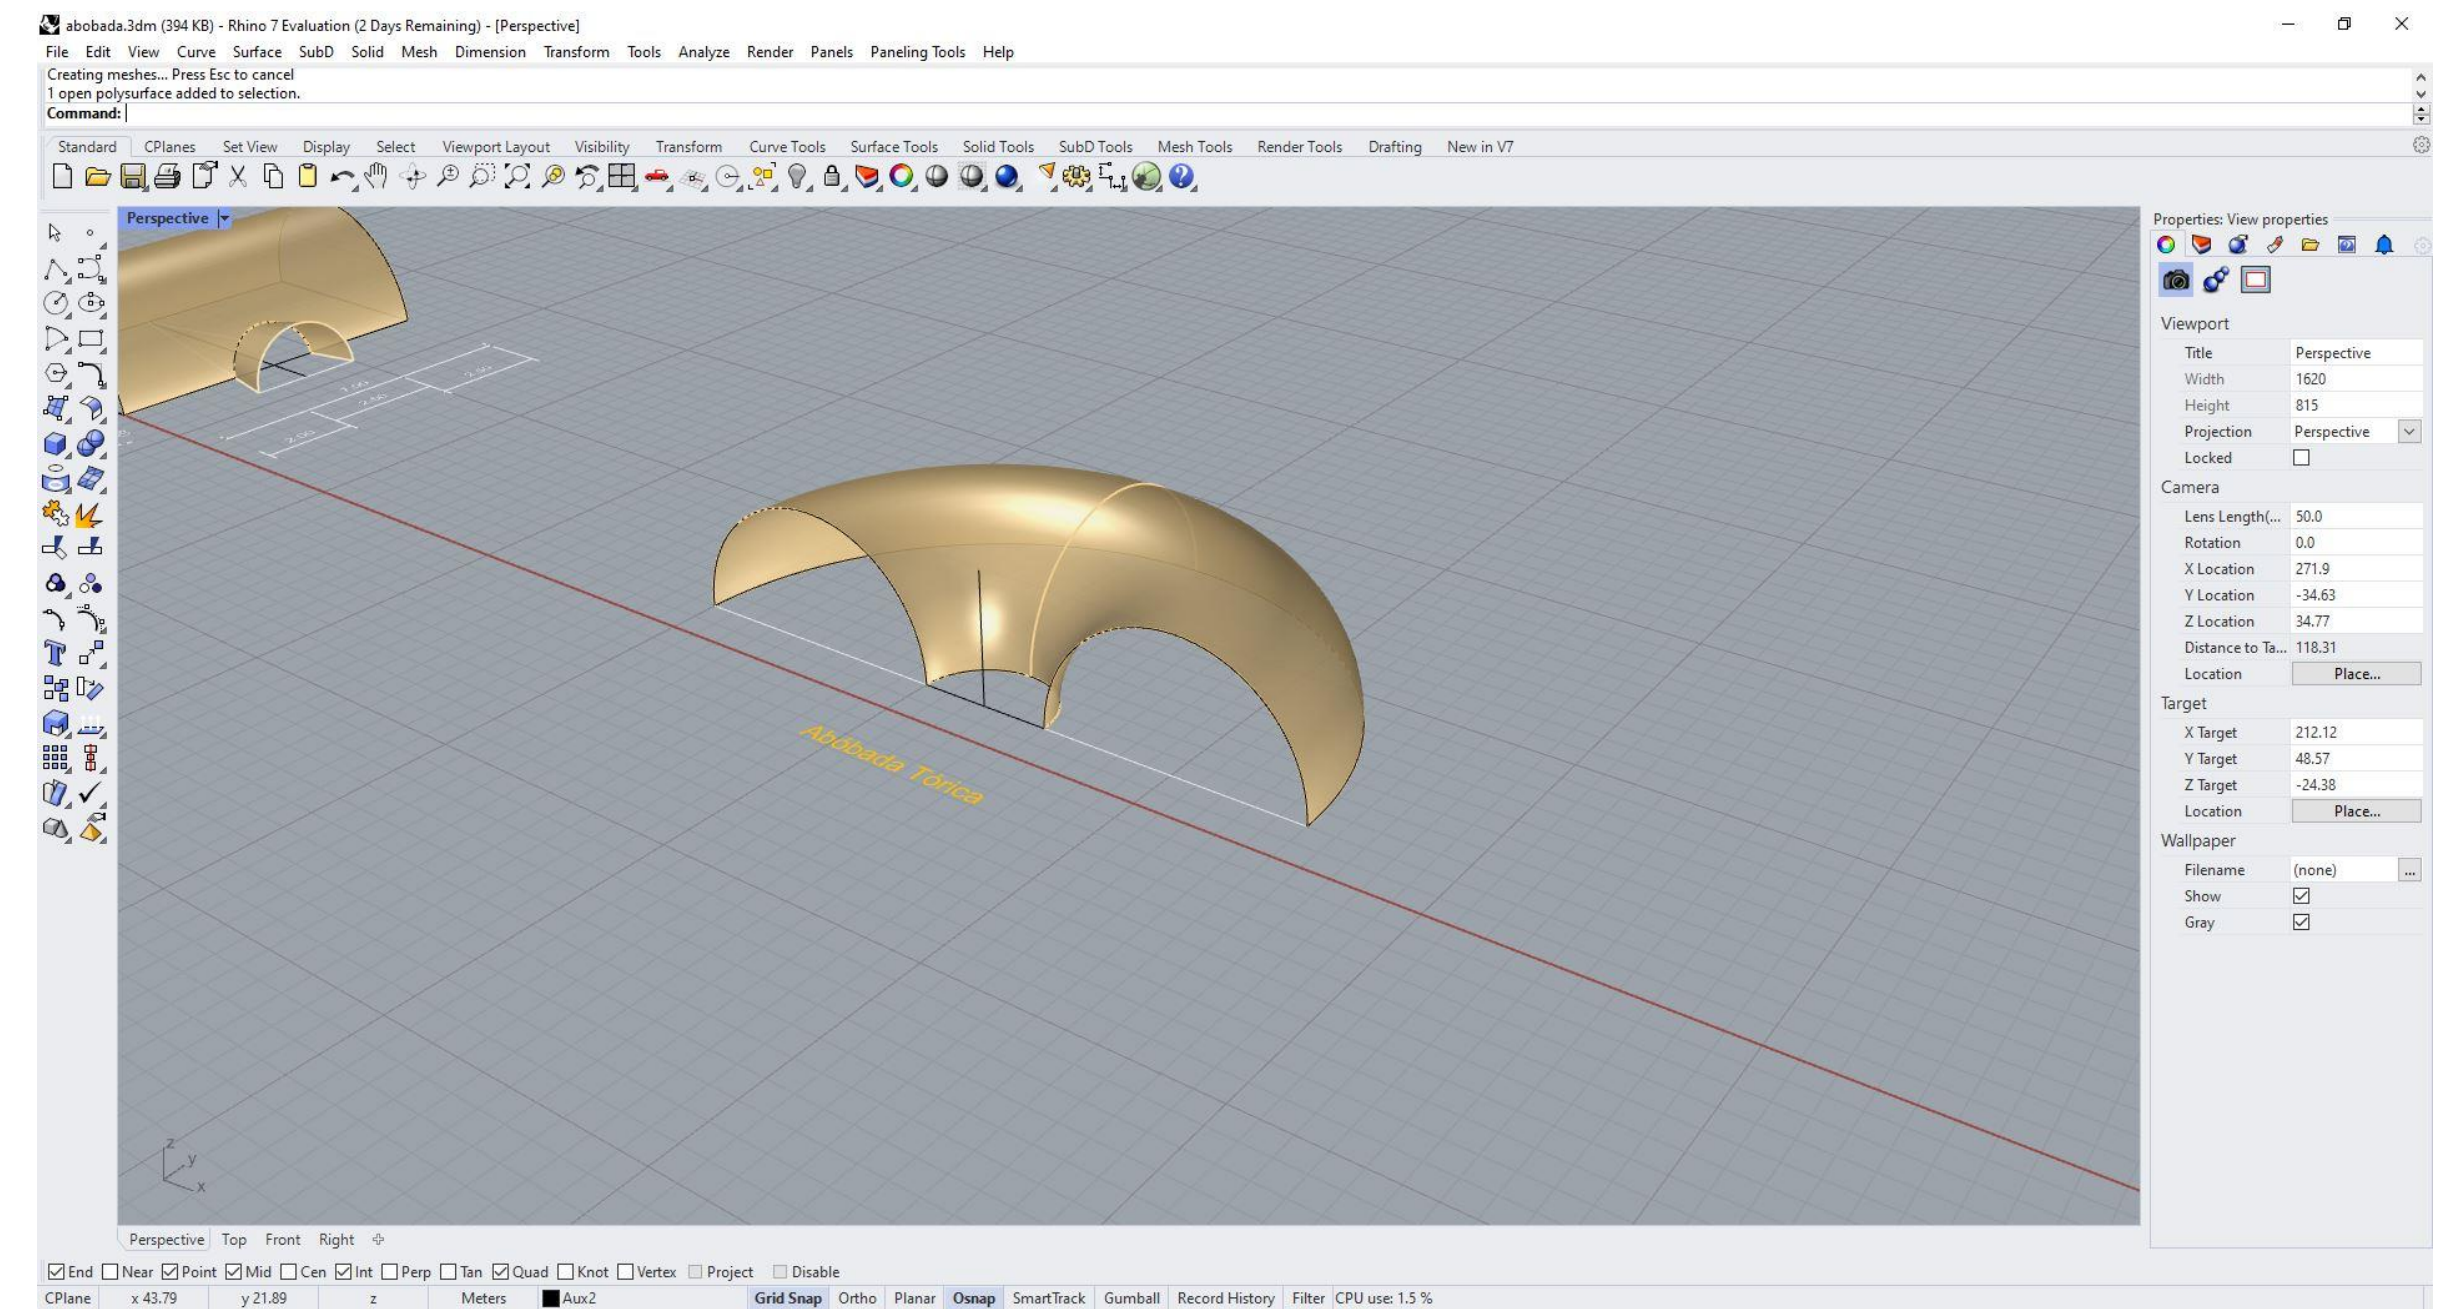 abobada.3dm (394 KB) - Rhino 7 Evaluation (2 Days Remaining) - [Perspective]
File Edit View Curve Surface SubD Solid Mesh Dimension Transform Tools Analyze Render Panels Paneling Tools Help
Creating meshes... Press Esc to cancel
1 open polysurface added to selection.
Command:
Standard CPlanes Set View Display Select Viewport Layout Visibility Transform Curve Tools Surface Tools Solid Tools SubD Tools Mesh Tools Render Tools Drafting New in V7
Perspective
Abóbada Tórica
z
y
x
Properties: View properties
Viewport
Title Perspective
Width 1620
Height 815
Projection Perspective
Locked
Camera
Lens Length(... 50.0
Rotation 0.0
X Location 271.9
Y Location -34.63
Z Location 34.77
Distance to Ta... 118.31
Location Place...
Target
X Target 212.12
Y Target 48.57
Z Target -24.38
Location Place...
Wallpaper
Filename (none) ...
Show
Gray
Perspective Top Front Right
End Near Point Mid Cen Int Perp Tan Quad Knot Vertex Project Disable
CPlane x 43.79 y 21.89 z Meters Aux2 Grid Snap Ortho Planar Osnap SmartTrack Gumball Record History Filter CPU use: 1.5 %